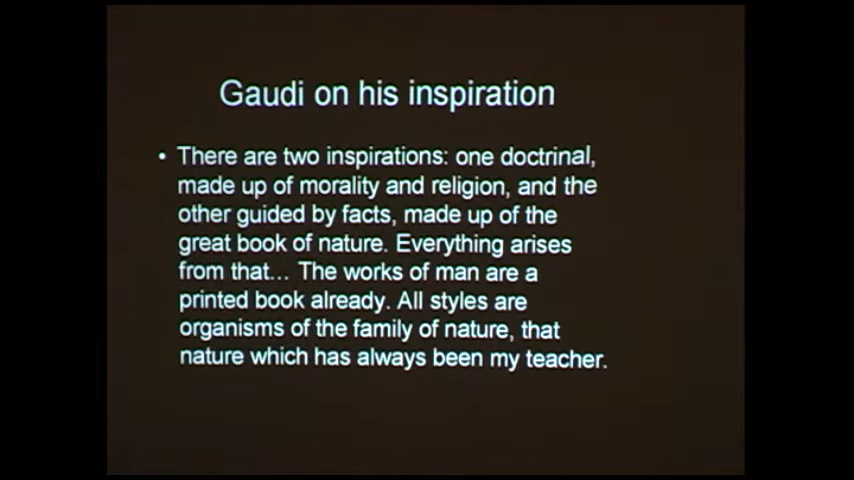 Gaudi on his inspiration
• There are two inspirations: one doctrinal,
made up of morality and religion, and the
other guided by facts, made up of the
great book of nature. Everything arises
from that... The works of man are a
printed book already. All styles are
organisms of the family of nature, that
nature which has always been my teacher.